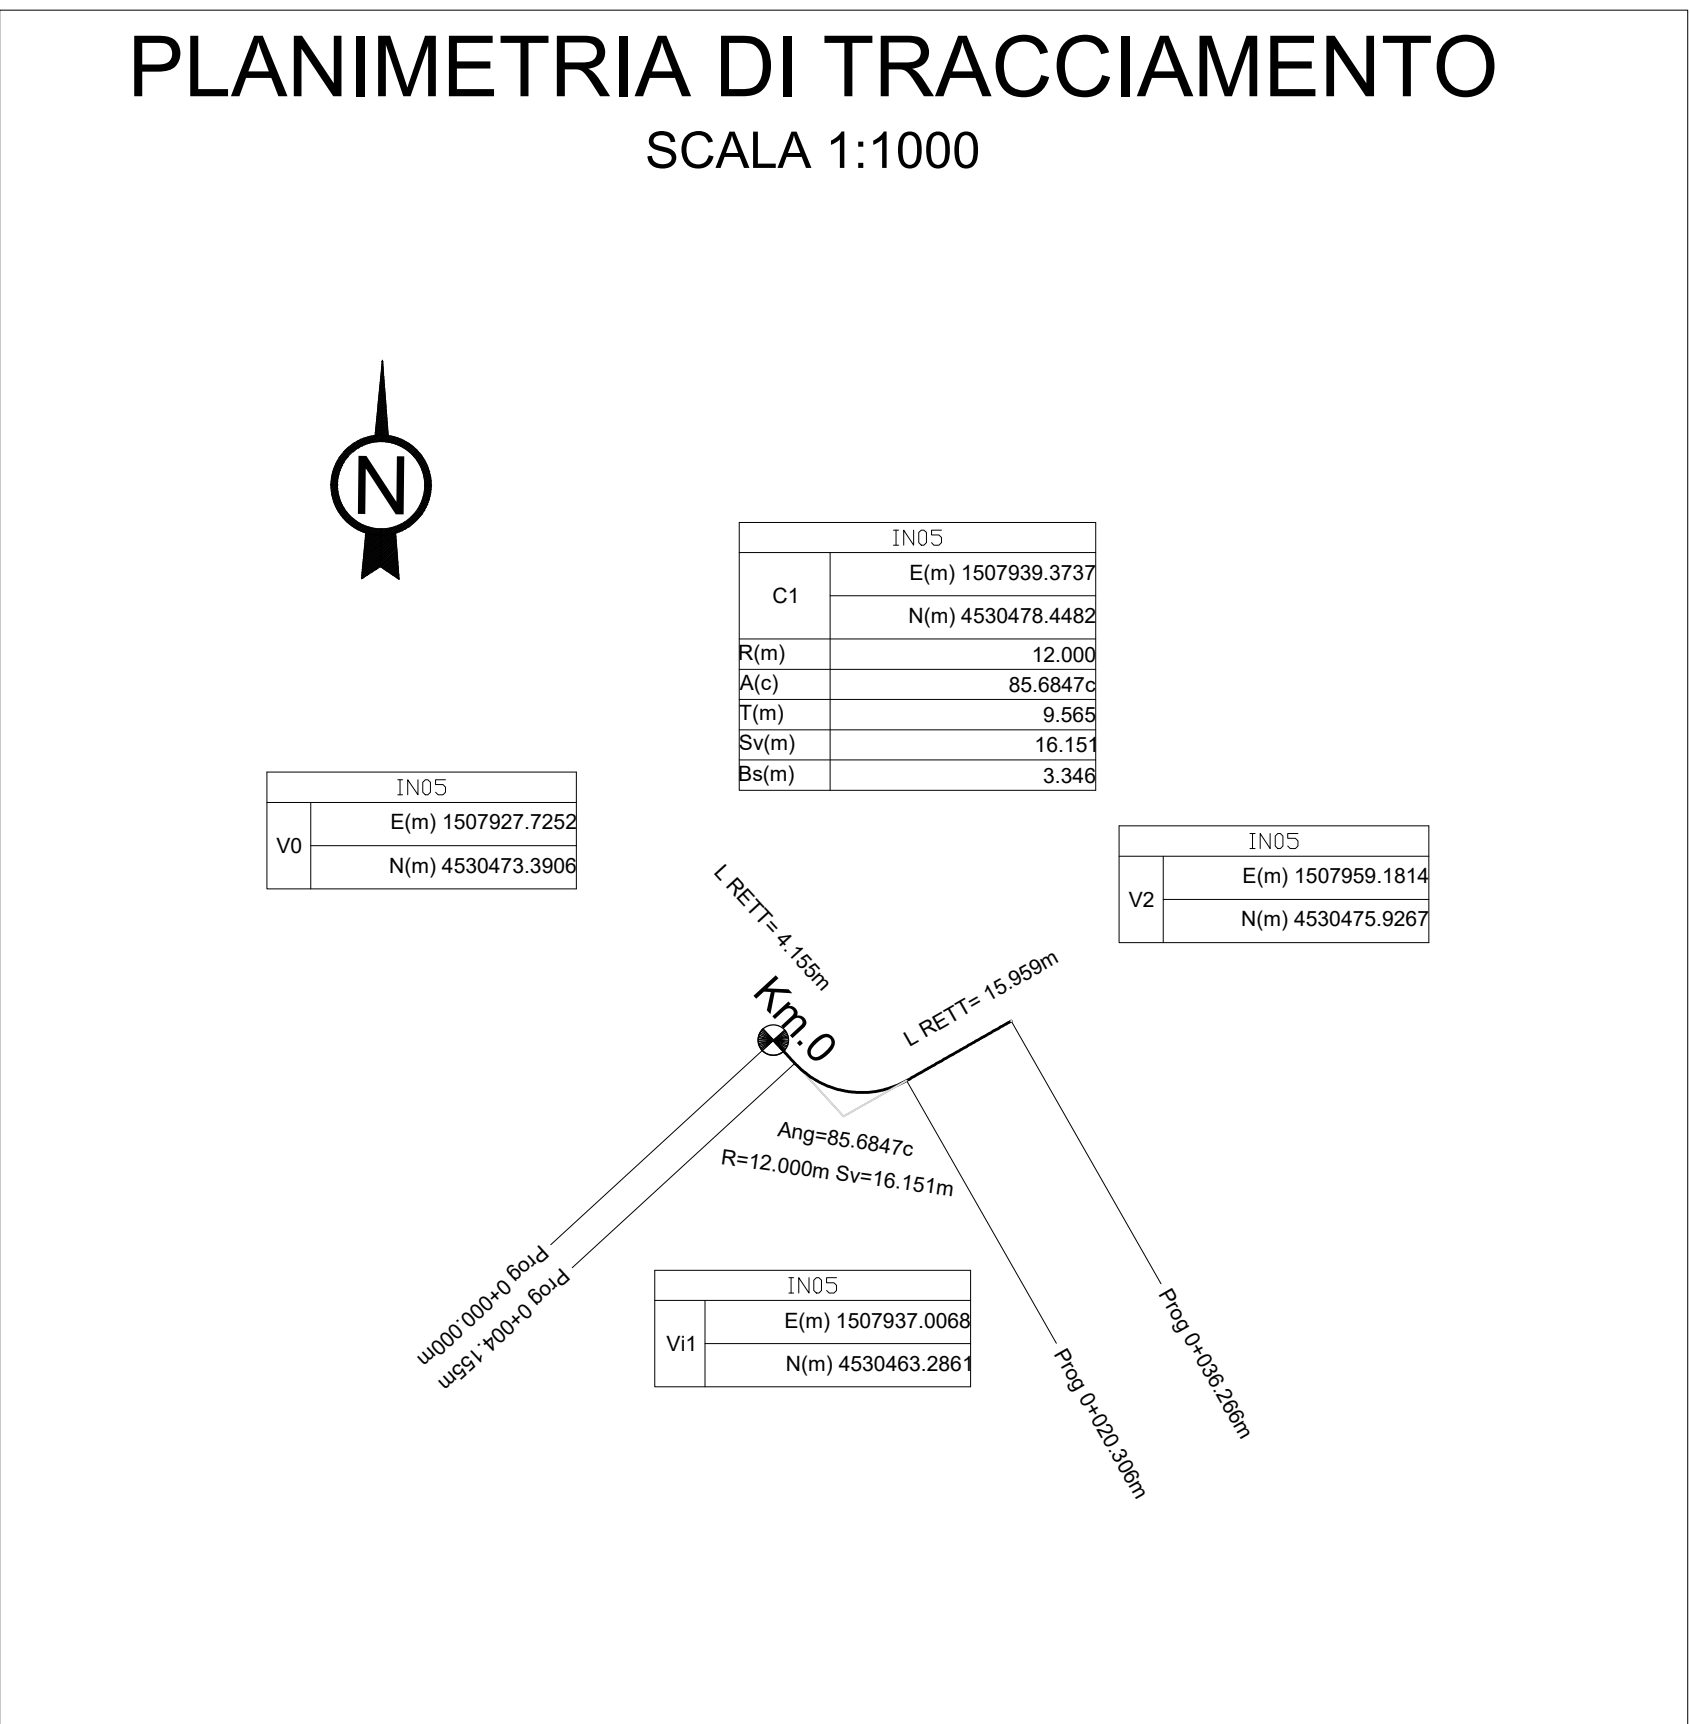 PLANIMETRIA DI TRACCIAMENTO
SCALA 1:1000
N
IN05
C1
E(m) 1507939.3737
N(m) 4530478.4482
R(m) 12.000
A(c) 85.6847c
T(m) 9.565
Sv(m) 16.151
Bs(m) 3.346
IN05
V0
E(m) 1507927.7252
N(m) 4530473.3906
IN05
V2
E(m) 1507959.1814
N(m) 4530475.9267
L RETT= 4.155m
Km.0
L RETT= 15.959m
Ang=85.6847c
R=12.000m Sv=16.151m
Prog 0+000.000m
Prog 0+004.155m
IN05
Vi1
E(m) 1507937.0068
N(m) 4530463.2861
Prog 0+020.306m
Prog 0+036.266m